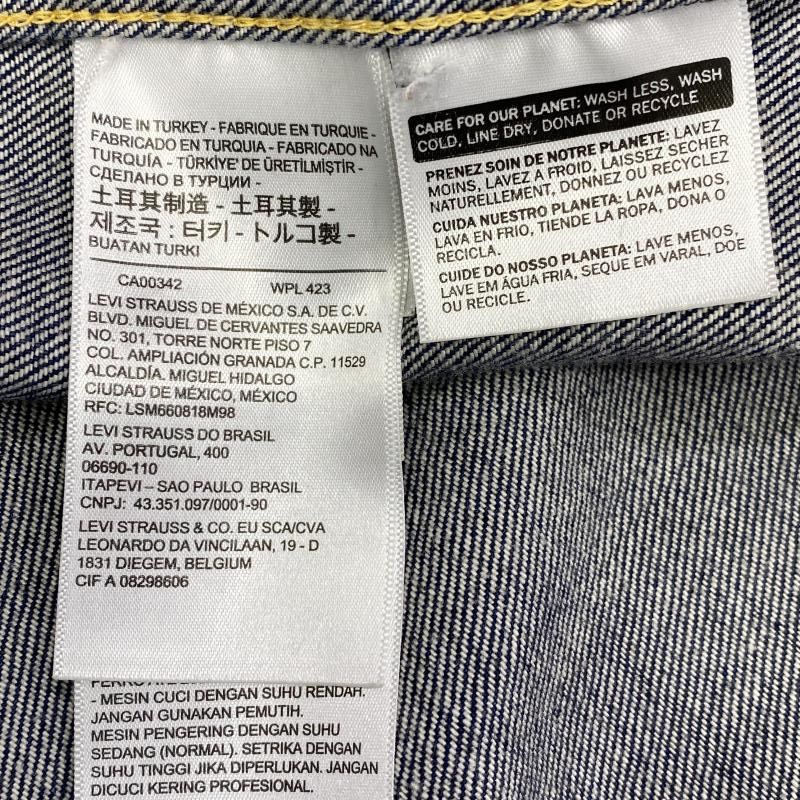 MADE IN TURKEY - FABRIQUE EN TURQUIE -
FABRICADO EN TURQUIA - FABRICADO NA
TURQUÍA - TÜRKİYE' DE ÜRETİLMİŞTİR -
СДЕЛАНО В ТУРЦИИ -
土耳其制造 - 土耳其製 -
제조국 : 터키 - トルコ製 -
BUATAN TURKI
CA00342 WPL 423
LEVI STRAUSS DE MÉXICO S.A. DE C.V.
BLVD. MIGUEL DE CERVANTES SAAVEDRA
NO. 301, TORRE NORTE PISO 7
COL. AMPLIACIÓN GRANADA C.P. 11529
ALCALDÍA. MIGUEL HIDALGO
CIUDAD DE MÉXICO, MÉXICO
RFC: LSM660818M98
LEVI STRAUSS DO BRASIL
AV. PORTUGAL, 400
06690-110
ITAPEVI – SAO PAULO BRASIL
CNPJ: 43.351.097/0001-90
LEVI STRAUSS & CO. EU SCA/CVA
LEONARDO DA VINCILAAN, 19 - D
1831 DIEGEM, BELGIUM
CIF A 08298606
- MESIN CUCI DENGAN SUHU RENDAH.
JANGAN GUNAKAN PEMUTIH.
MESIN PENGERING DENGAN SUHU
SEDANG (NORMAL). SETRIKA DENGAN
SUHU TINGGI JIKA DIPERLUKAN. JANGAN
DICUCI KERING PROFESIONAL.
CARE FOR OUR PLANET: WASH LESS, WASH
COLD, LINE DRY, DONATE OR RECYCLE
PRENEZ SOIN DE NOTRE PLANETE: LAVEZ
MOINS, LAVEZ A FROID, LAISSEZ SECHER
NATURELLEMENT, DONNEZ OU RECYCLEZ
CUIDA NUESTRO PLANETA: LAVA MENOS,
LAVA EN FRIO, TIENDE LA ROPA, DONA O
RECICLA.
CUIDE DO NOSSO PLANETA: LAVE MENOS,
LAVE EM ÁGUA FRIA, SEQUE EM VARAL, DOE
OU RECICLE.